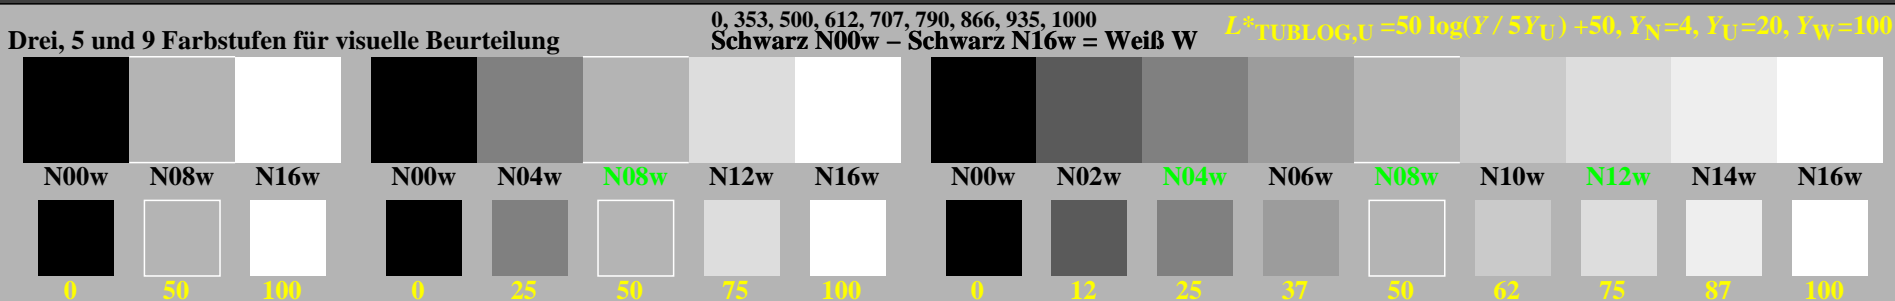 0, 353, 500, 612, 707, 790, 866, 935, 1000
Drei, 5 und 9 Farbstufen für visuelle Beurteilung
Schwarz N00w – Schwarz N16w = Weiß W
L*TUBLOG,U =50 log(Y / 5YU) +50, YN=4, YU=20, YW=100
N00w N08w N16w N00w N04w N08w N12w N16w N00w N02w N04w N06w N08w N10w N12w N14w N16w
0 50 100 0 25 50 75 100 0 12 25 37 50 62 75 87 100